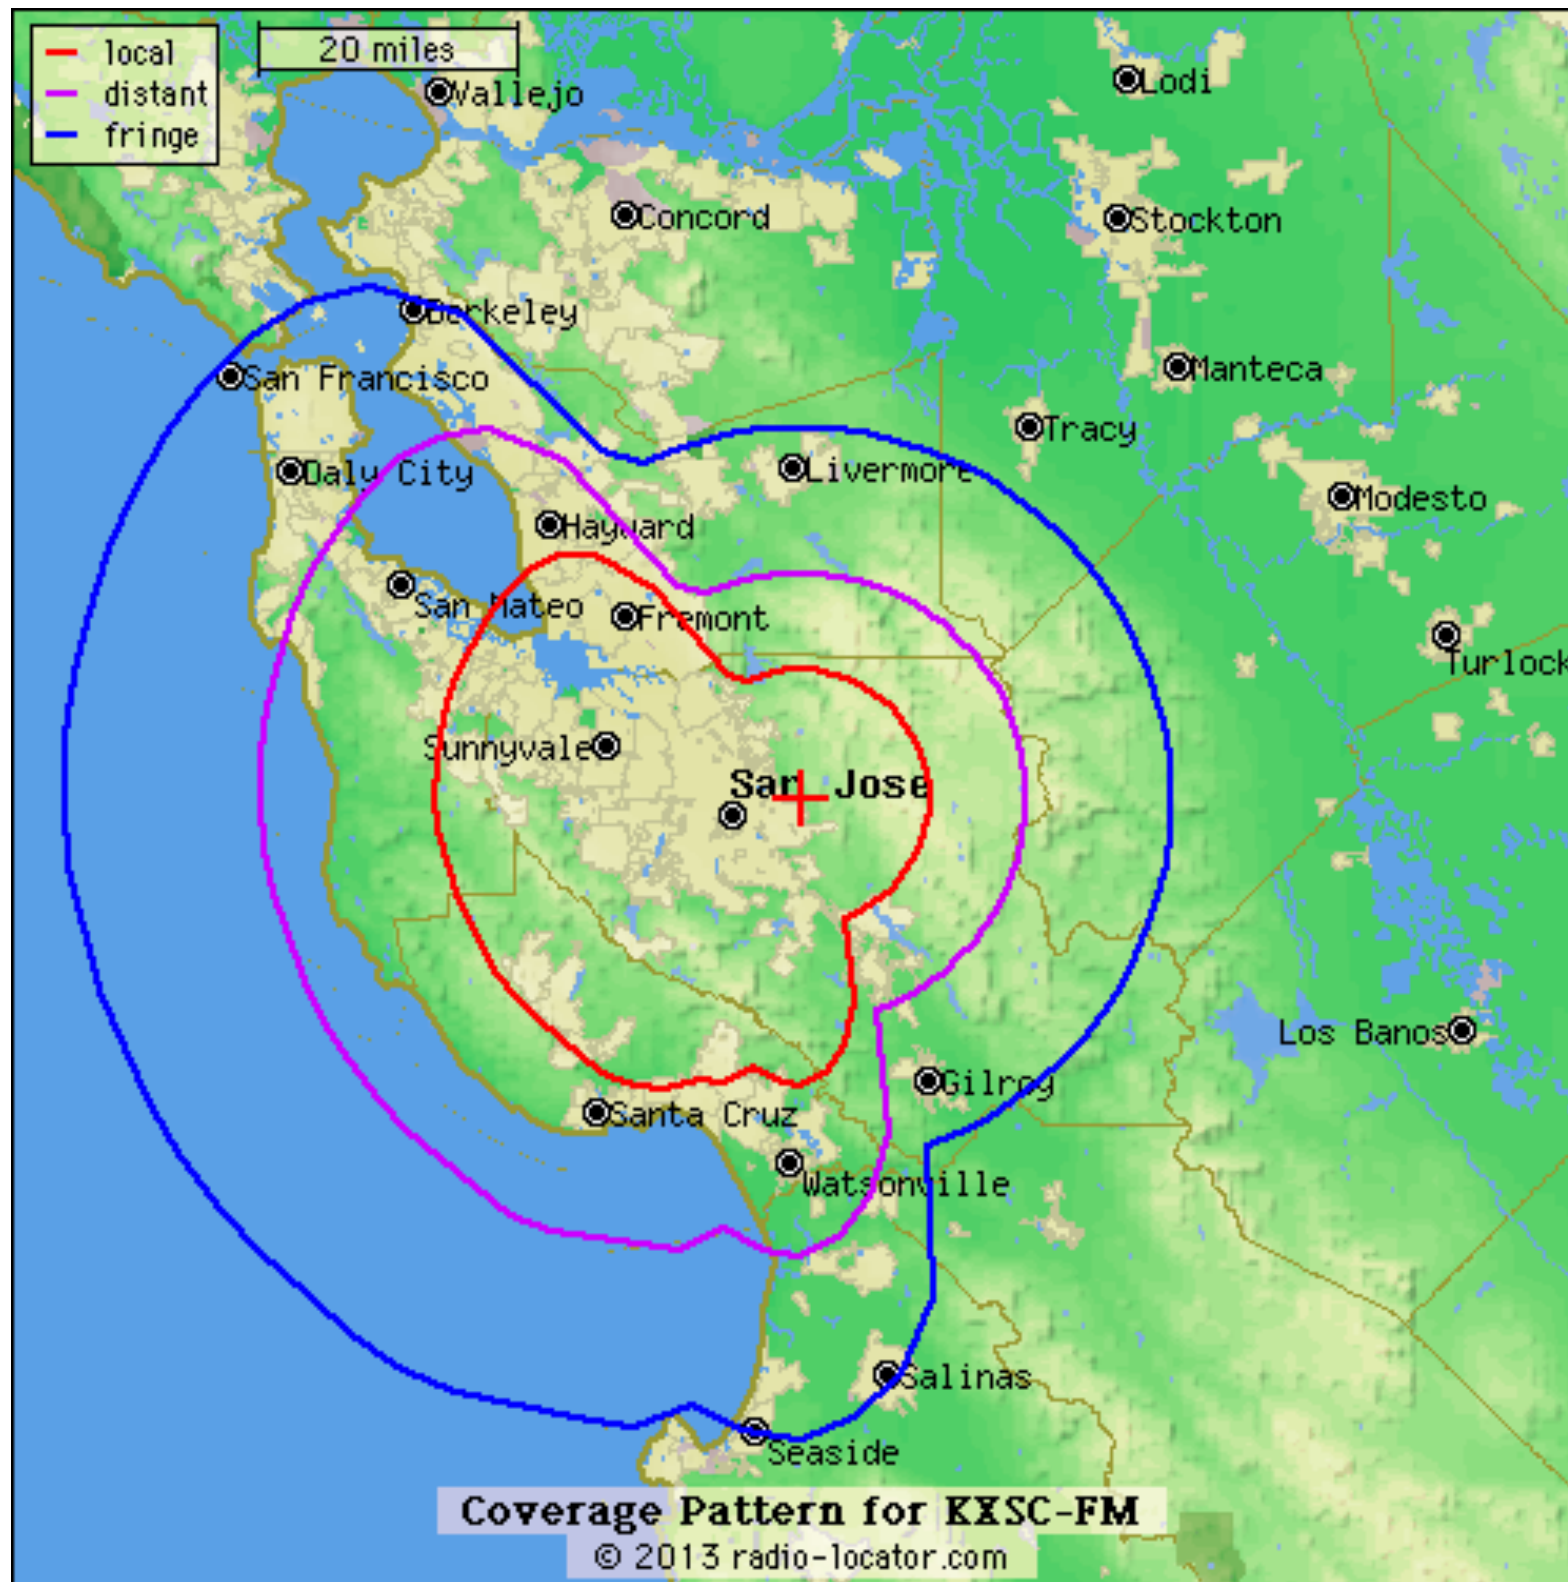 local
distant
fringe
20 miles
Vallejo
Lodi
Concord
Stockton
Berkeley
San Francisco
Manteca
Tracy
Daly City
Livermore
Modesto
Hayward
San Mateo
Fremont
Turlock
Sunnyvale
San Jose
Los Banos
Gilroy
Santa Cruz
Watsonville
Salinas
Seaside
Coverage Pattern for KXSC-FM
© 2013 radio-locator.com